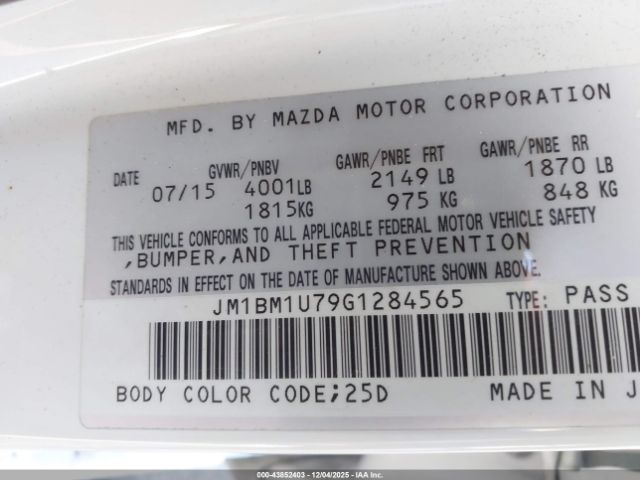 MFD. BY MAZDA MOTOR CORPORATION
DATE GVWR/PNBV GAWR/PNBE FRT GAWR/PNBE RR
07/15 4001LB 2149 LB 1870 LB
1815KG 975 KG 848 KG
THIS VEHICLE CONFORMS TO ALL APPLICABLE FEDERAL MOTOR VEHICLE SAFETY
,BUMPER,AND THEFT PREVENTION
STANDARDS IN EFFECT ON THE DATE OF MANUFACTURE SHOWN ABOVE.
JM1BM1U79G1284565 TYPE: PASS
BODY COLOR CODE;25D MADE IN J
000-43852403 - 12/04/2025 - COPYRIGHT IAA, LLC.